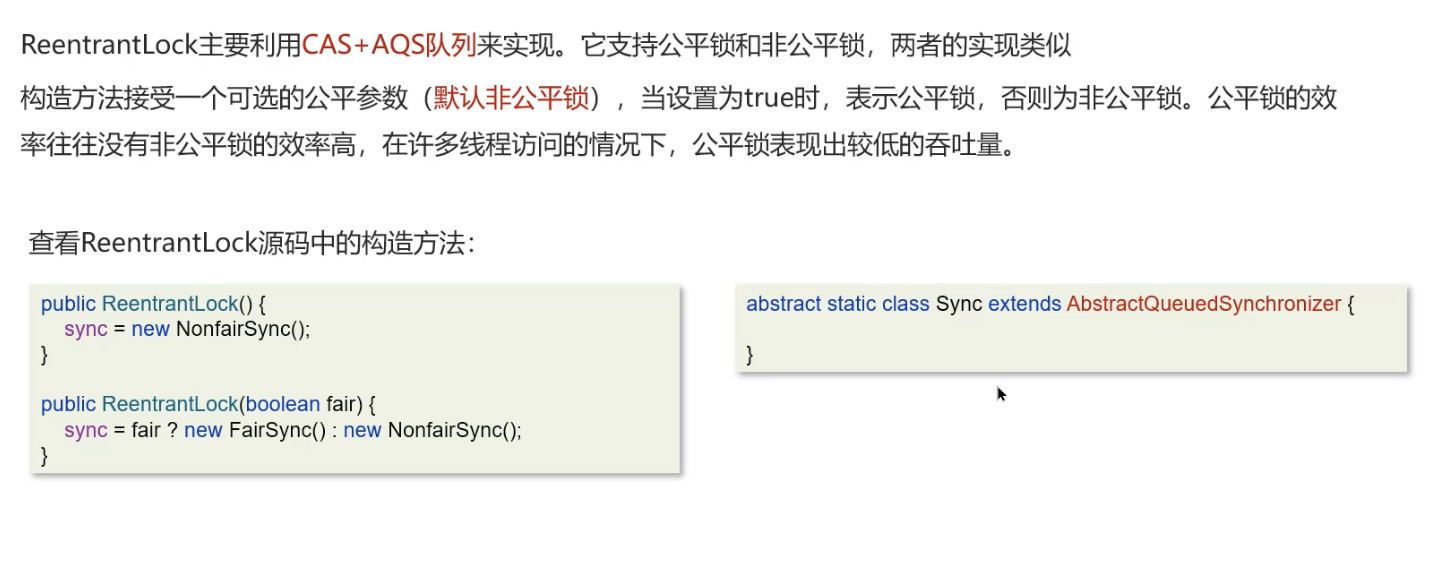 ReentrantLock主要利用CAS+AQS队列来实现。它支持公平锁和非公平锁，两者的实现类似
构造方法接受一个可选的公平参数（默认非公平锁），当设置为true时，表示公平锁，否则为非公平锁。公平锁的效
率往往没有非公平锁的效率高，在许多线程访问的情况下，公平锁表现出较低的吞吐量。
查看ReentrantLock源码中的构造方法：
public ReentrantLock() {
sync = new NonfairSync();
}
public ReentrantLock(boolean fair) {
sync = fair ? new FairSync() : new NonfairSync();
}
abstract static class Sync extends AbstractQueuedSynchronizer {
}